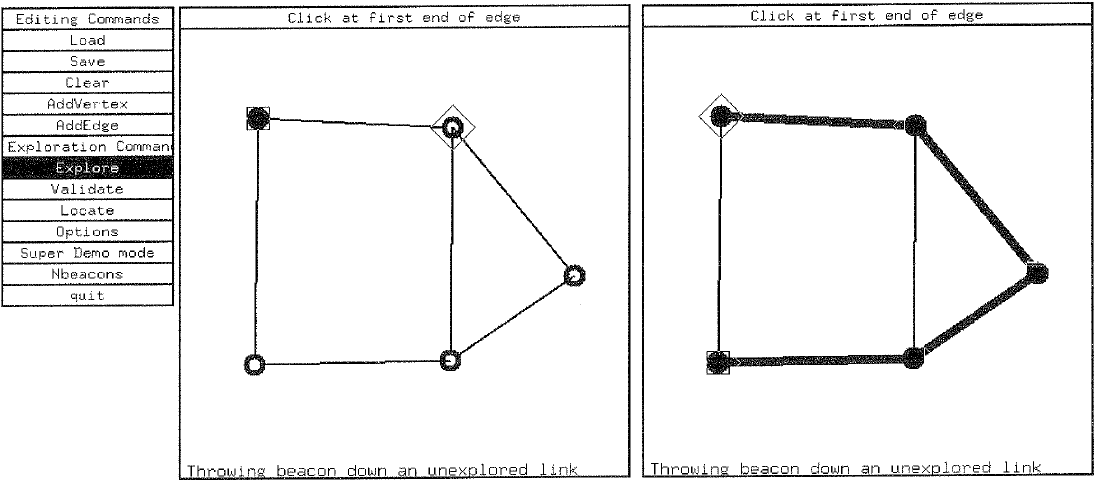 Editing Commands
Load
Save
Clear
AddVertex
AddEdge
Exploration Comman
Explore
Validate
Locate
Options
Super Demo mode
Nbeacons
quit
Click at first end of edge
Throwing beacon down an unexplored link
Click at first end of edge
Throwing beacon down an unexplored link